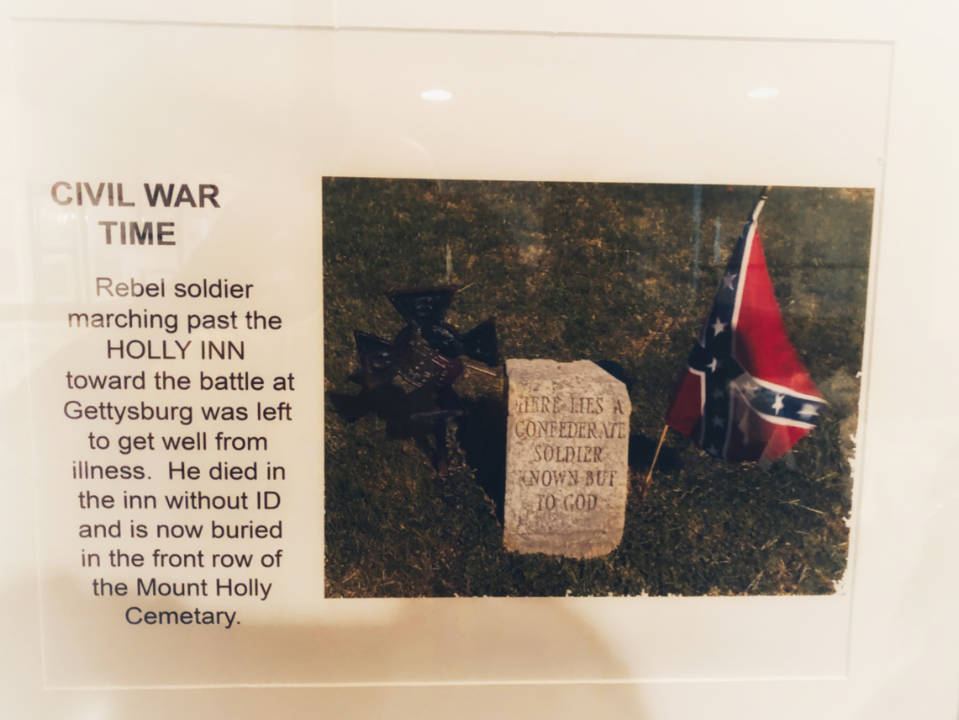 CIVIL WAR
TIME
Rebel soldier
marching past the
HOLLY INN
toward the battle at
Gettysburg was left
to get well from
illness. He died in
the inn without ID
and is now buried
in the front row of
the Mount Holly
Cemetary.
HERE LIES A
CONFEDERATE
SOLDIER
KNOWN BUT
TO GOD